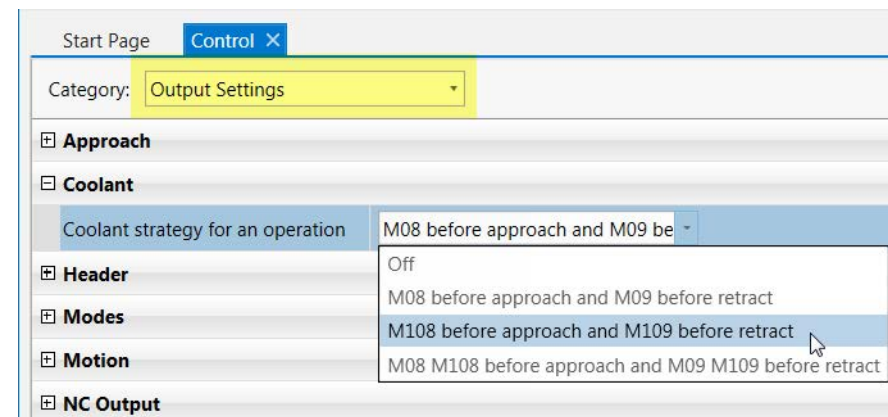 Start Page Control ×
Category: Output Settings
Approach
Coolant
Coolant strategy for an operation M08 before approach and M09 be
Off
Header
M08 before approach and M09 before retract
Modes
M108 before approach and M109 before retract
Motion
M08 M108 before approach and M09 M109 before retract
NC Output